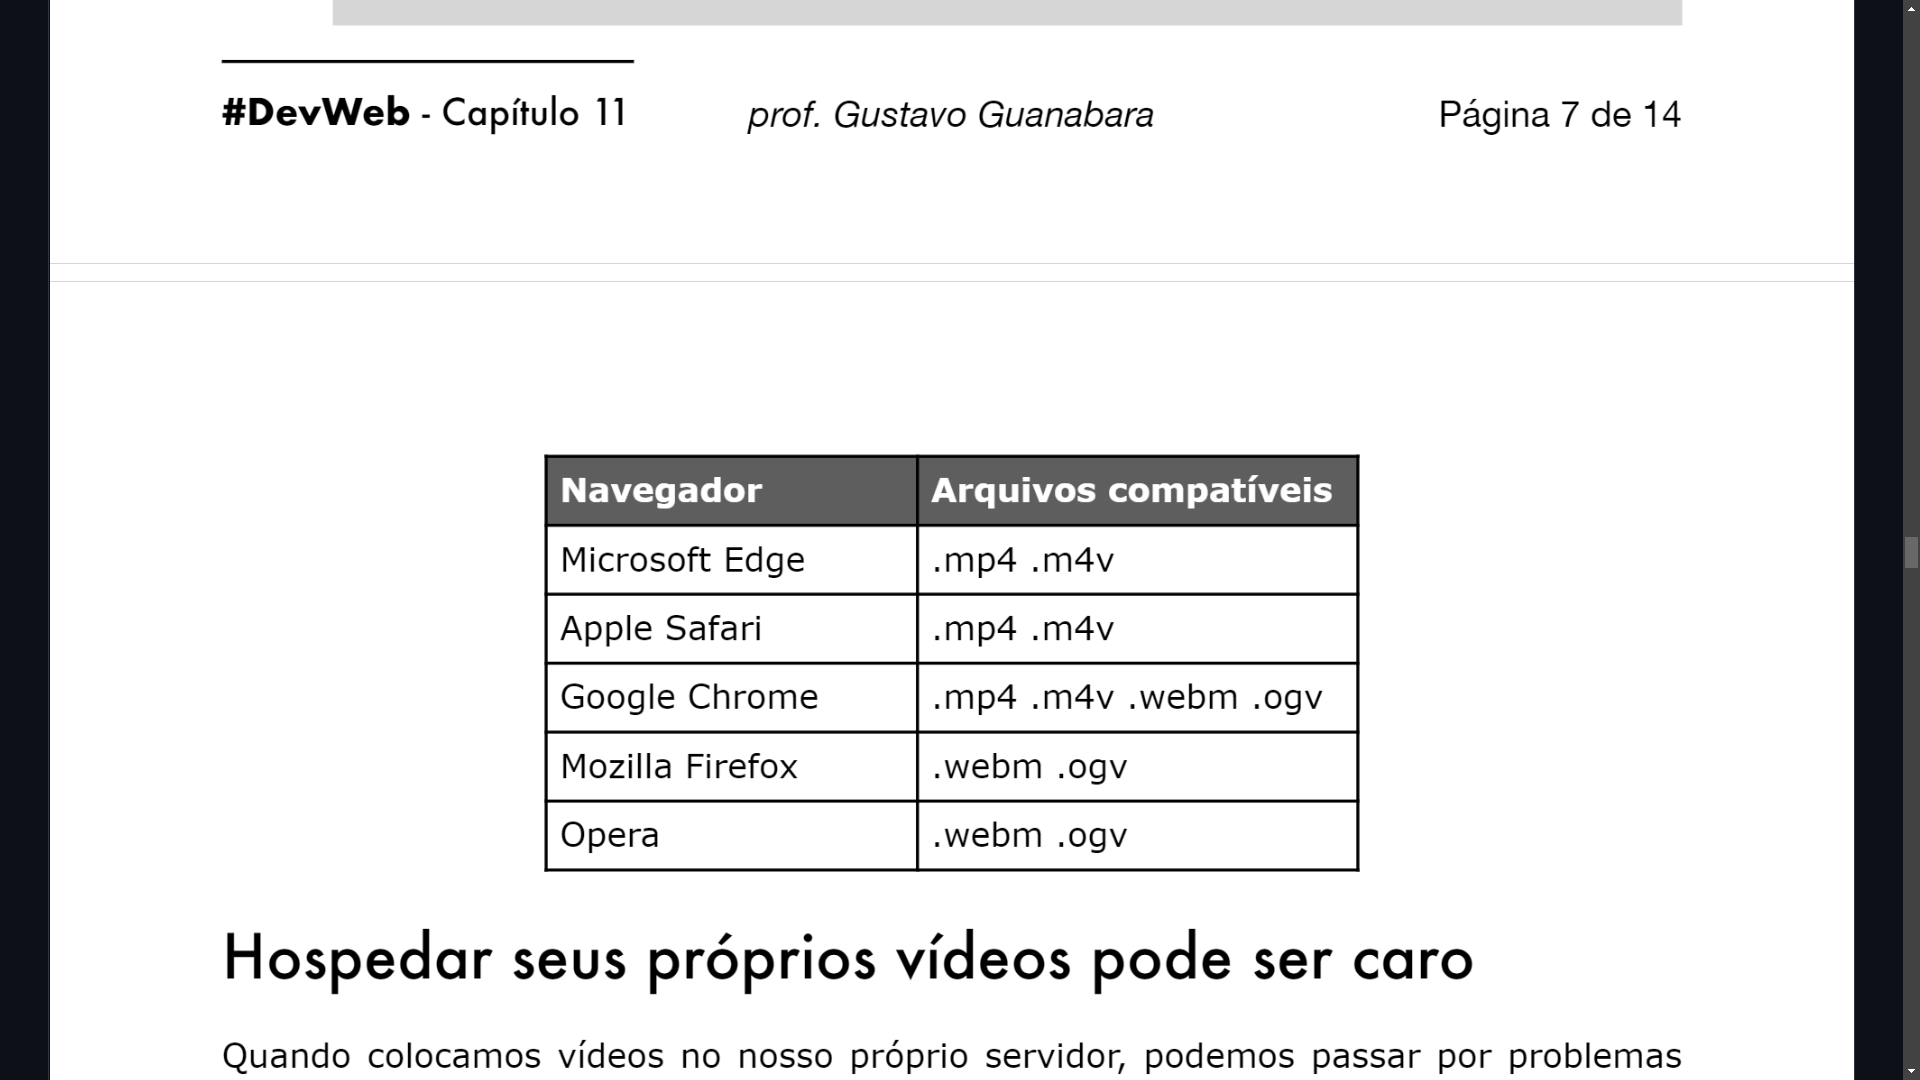 #DevWeb - Capítulo 11 prof. Gustavo Guanabara Página 7 de 14
Navegador Arquivos compatíveis
Microsoft Edge .mp4 .m4v
Apple Safari .mp4 .m4v
Google Chrome .mp4 .m4v .webm .ogv
Mozilla Firefox .webm .ogv
Opera .webm .ogv
Hospedar seus próprios vídeos pode ser caro
Quando colocamos vídeos no nosso próprio servidor, podemos passar por problemas